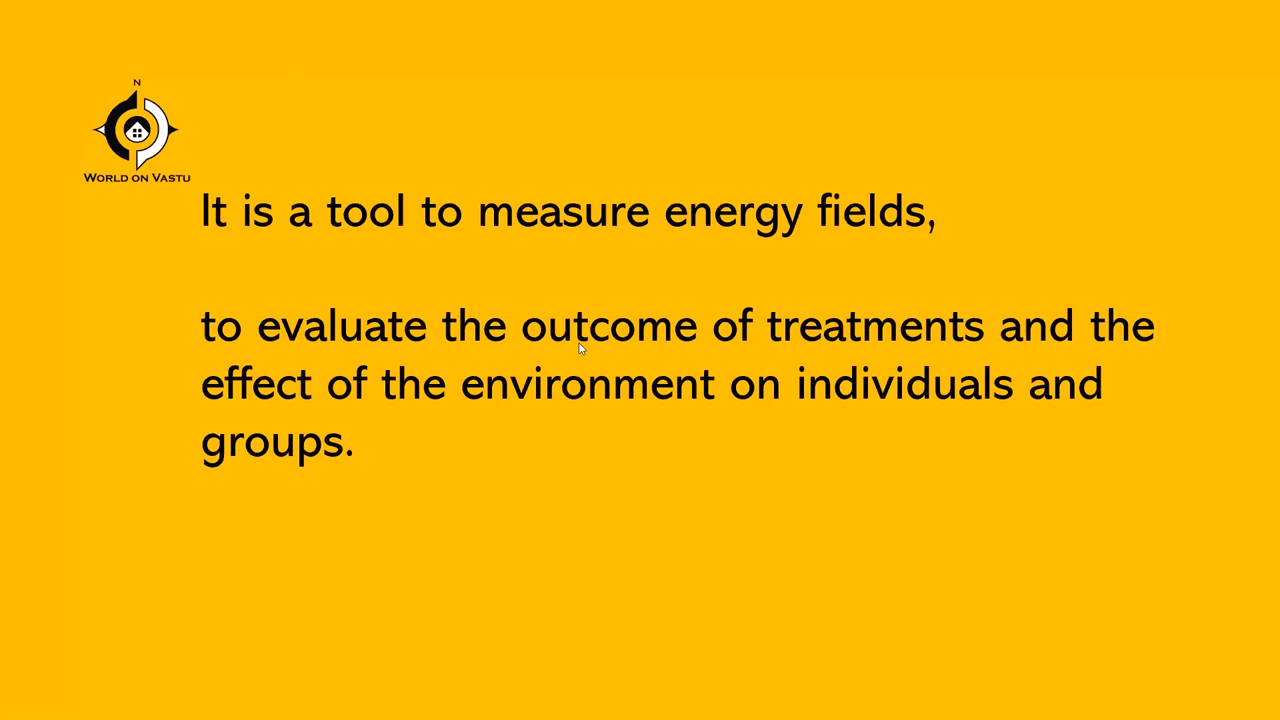 N
WORLD ON VASTU
It is a tool to measure energy fields,
to evaluate the outcome of treatments and the
effect of the environment on individuals and
groups.